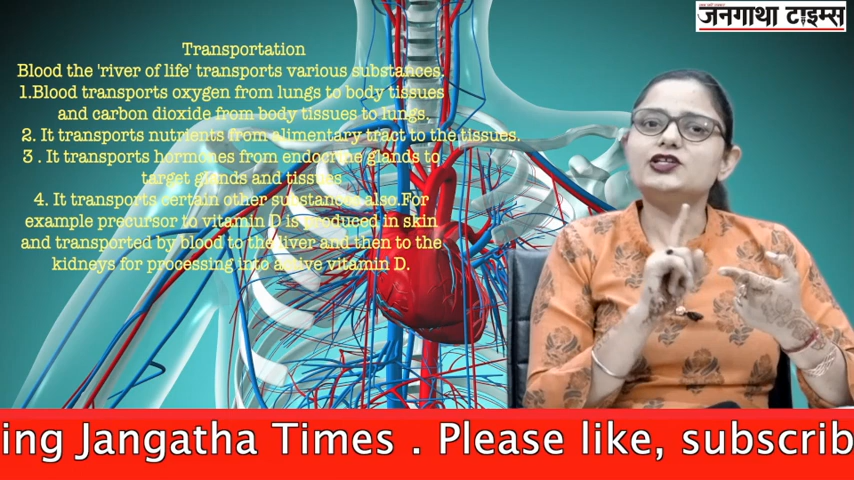 जनगाथा टाइम्स
Transportation
Blood the 'river of life' transports various substances.
1.Blood transports oxygen from lungs to body tissues
and carbon dioxide from body tissues to lungs.
2. It transports nutrients from alimentary tract to the tissues.
3 . It transports hormones from endocrine glands to
target glands and tissues
4. It transports certain other substances also.For
example precursor to vitamin D is produced in skin
and transported by blood to the liver and then to the
kidneys for processing into active vitamin D.
ing Jangatha Times . Please like, subscrib